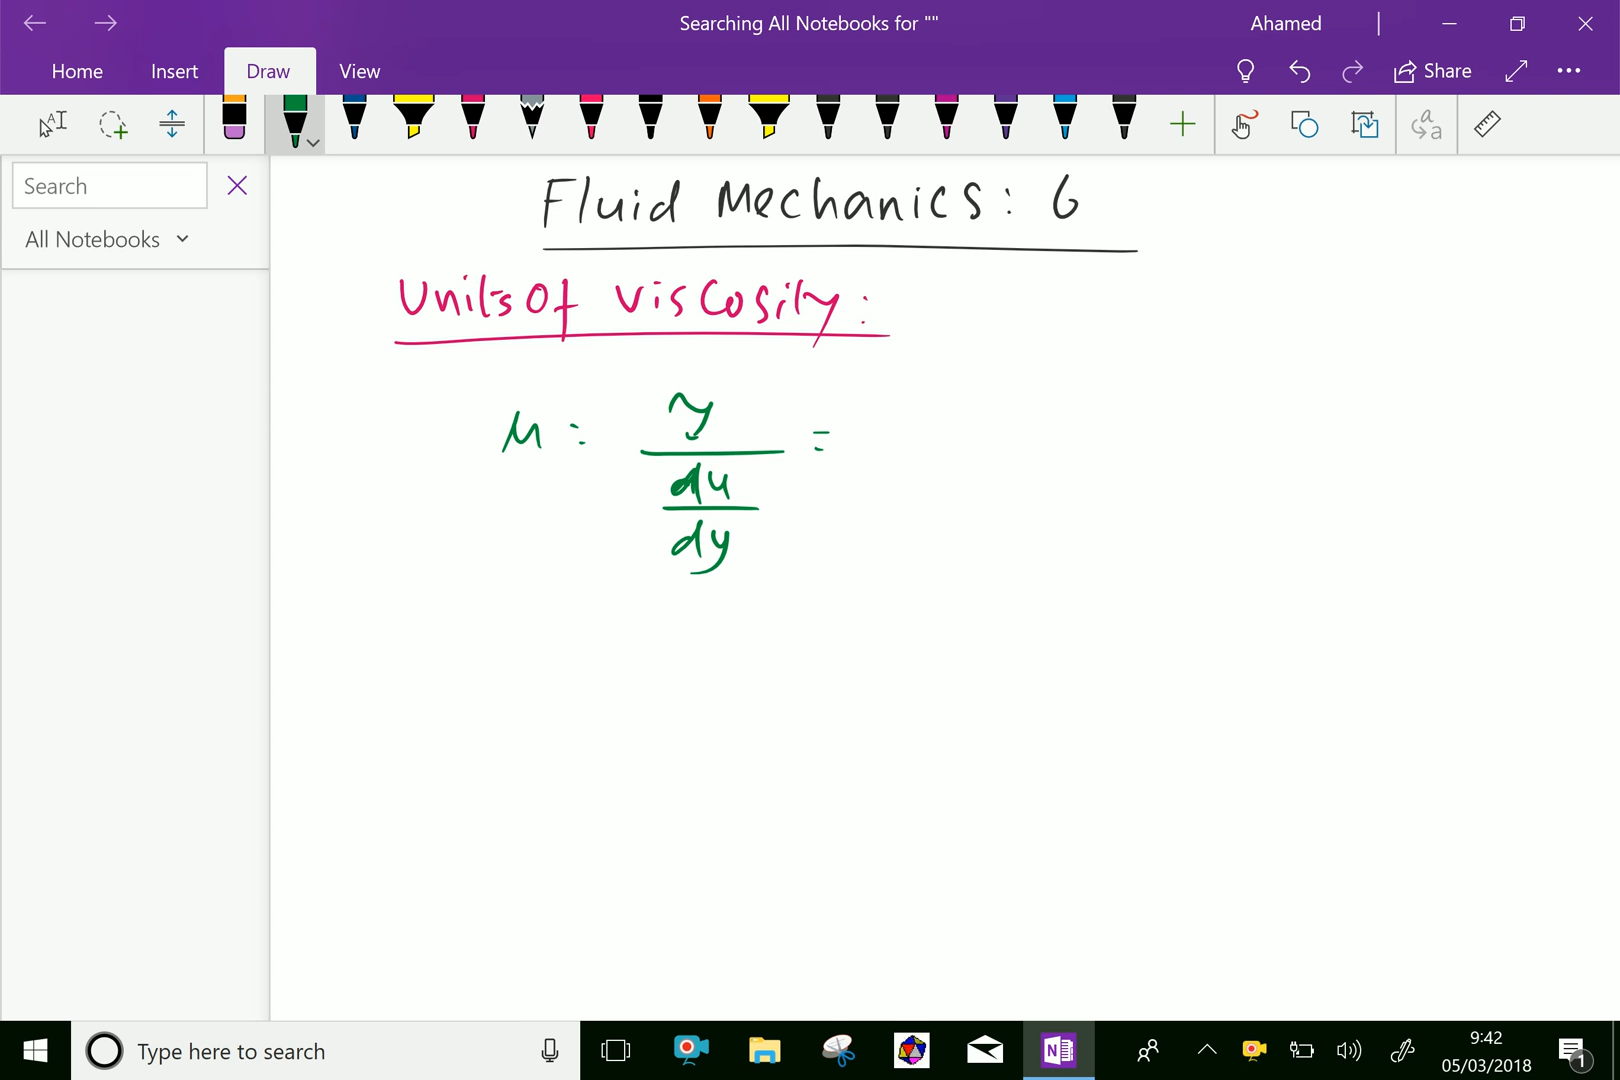 Searching All Notebooks for ""
Ahamed
Home
Insert
Draw
View
Share
Search
All Notebooks
Fluid Mechanics: 6
Units Of Viscosity:
μ = τ =
du
dy
Type here to search
9:42
05/03/2018
1